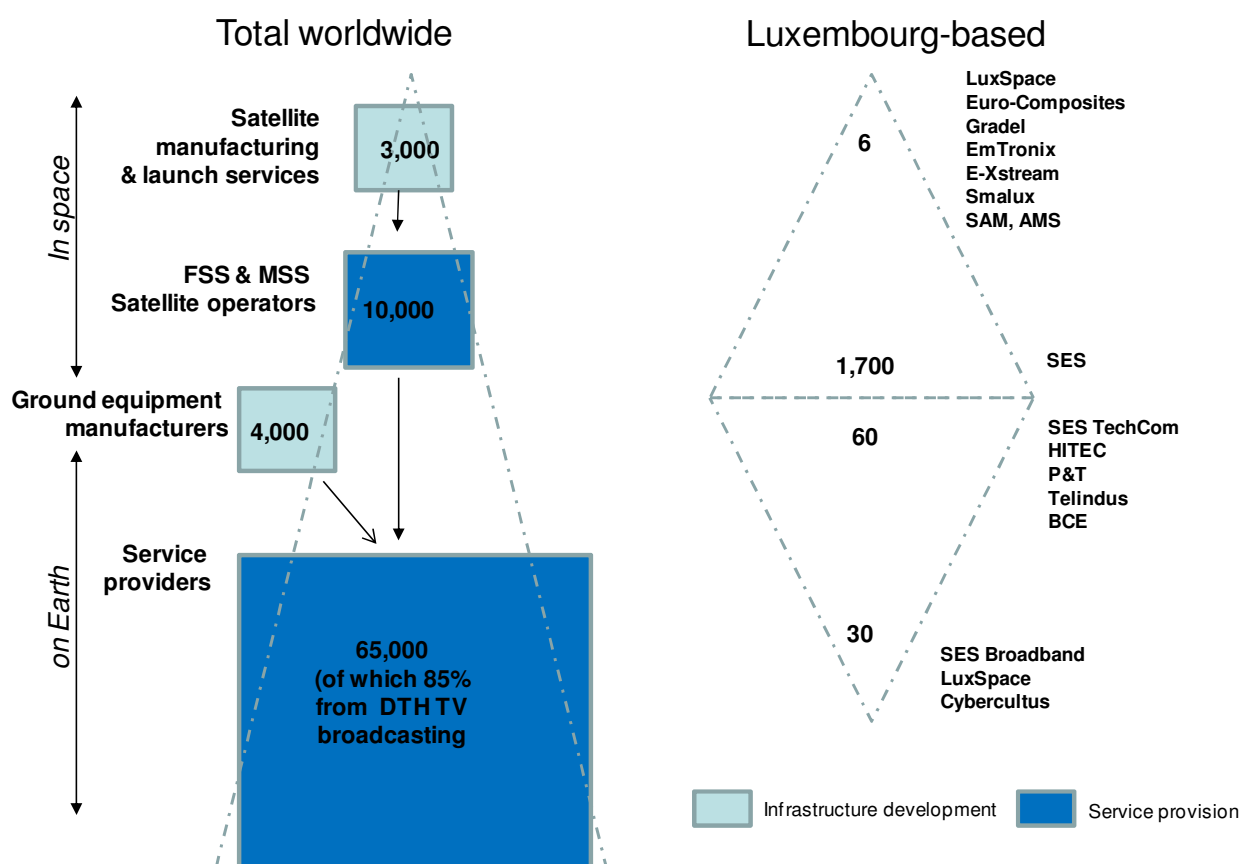 Total worldwide
Luxembourg-based
In space
on Earth
Satellite
manufacturing
& launch services
3,000
FSS & MSS
Satellite operators
10,000
Ground equipment
manufacturers
4,000
Service
providers
65,000
(of which 85%
from DTH TV
broadcasting
6
LuxSpace
Euro-Composites
Gradel
EmTronix
E-Xstream
Smalux
SAM, AMS
1,700
SES
60
SES TechCom
HITEC
P&T
Telindus
BCE
30
SES Broadband
LuxSpace
Cybercultus
Infrastructure development
Service provision